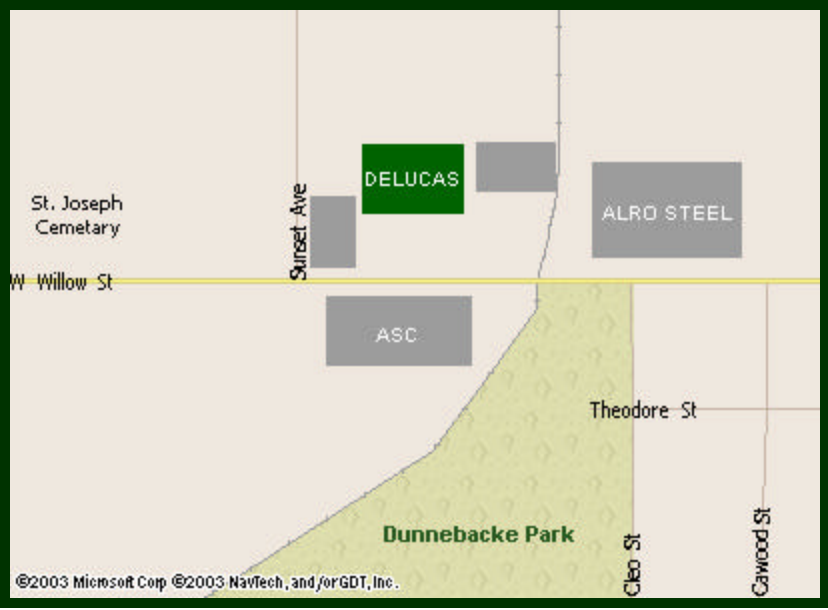 DELUCAS
St. Joseph
Cemetary
Sunset Ave
ALRO STEEL
W Willow St
ASC
Theodore St
Dunnebacke Park
Cleo St
Cawood St
©2003 Microsoft Corp ©2003 NavTech, and/or GDT, Inc.